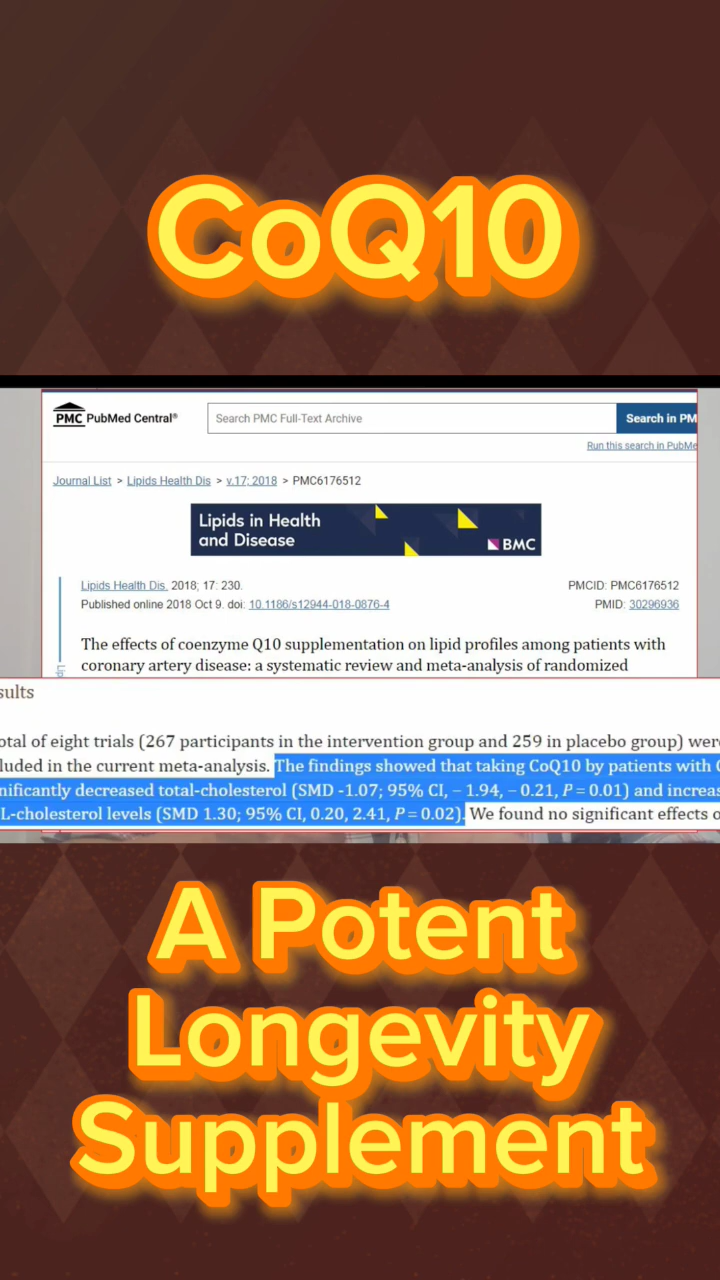 CoQ10
PMC PubMed Central®
Search PMC Full-Text Archive
Search in PM
Run this search in PubMe
Journal List > Lipids Health Dis > v.17; 2018 > PMC6176512
Lipids in Health
and Disease
BMC
Lipids Health Dis. 2018; 17: 230.
PMCID: PMC6176512
Published online 2018 Oct 9. doi: 10.1186/s12944-018-0876-4
PMID: 30296936
The effects of coenzyme Q10 supplementation on lipid profiles among patients with
coronary artery disease: a systematic review and meta-analysis of randomized
sults
otal of eight trials (267 participants in the intervention group and 259 in placebo group) were
luded in the current meta-analysis. The findings showed that taking CoQ10 by patients with C
nificantly decreased total-cholesterol (SMD -1.07; 95% CI, − 1.94, − 0.21, P = 0.01) and increas
L-cholesterol levels (SMD 1.30; 95% CI, 0.20, 2.41, P = 0.02). We found no significant effects o
A Potent
Longevity
Supplement